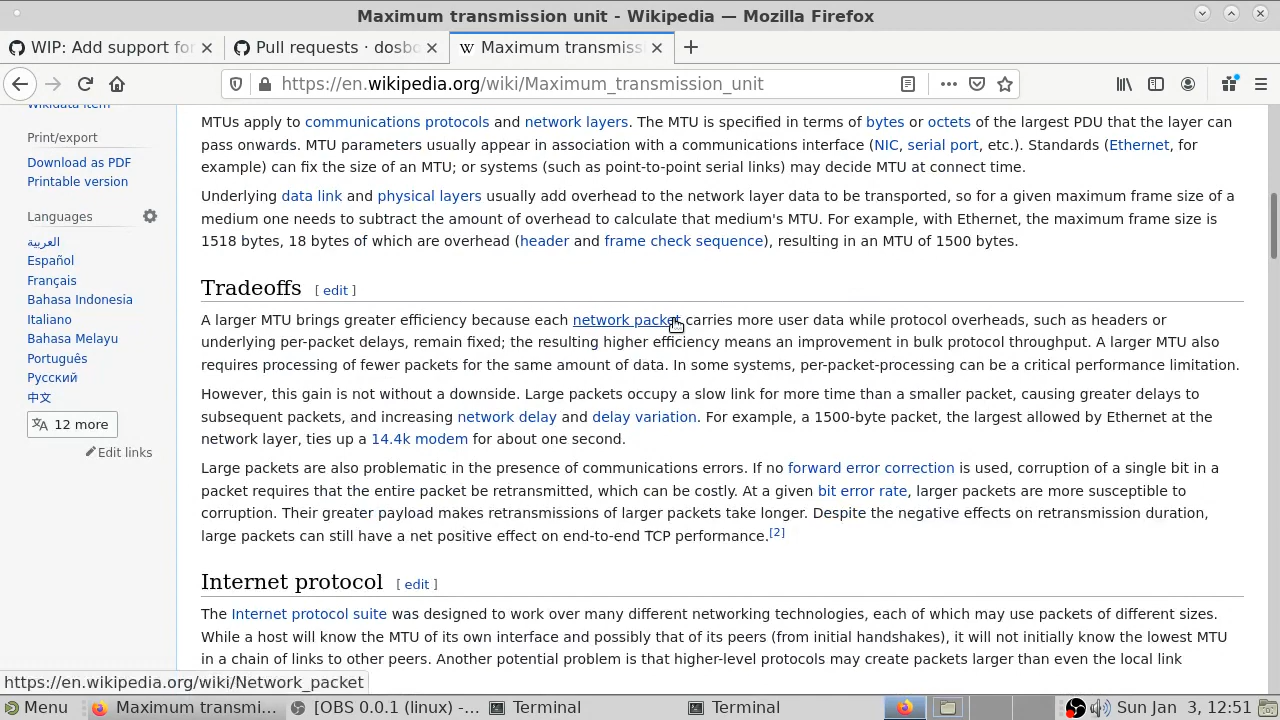 Maximum transmission unit - Wikipedia — Mozilla Firefox
WIP: Add support for
Pull requests · dosbo
W Maximum transmiss
https://en.wikipedia.org/wiki/Maximum_transmission_unit
Wikidata item
Print/export
Download as PDF
Printable version
Languages
العربية
Español
Français
Bahasa Indonesia
Italiano
Bahasa Melayu
Português
Русский
中文
12 more
Edit links
MTUs apply to communications protocols and network layers. The MTU is specified in terms of bytes or octets of the largest PDU that the layer can
pass onwards. MTU parameters usually appear in association with a communications interface (NIC, serial port, etc.). Standards (Ethernet, for
example) can fix the size of an MTU; or systems (such as point-to-point serial links) may decide MTU at connect time.
Underlying data link and physical layers usually add overhead to the network layer data to be transported, so for a given maximum frame size of a
medium one needs to subtract the amount of overhead to calculate that medium's MTU. For example, with Ethernet, the maximum frame size is
1518 bytes, 18 bytes of which are overhead (header and frame check sequence), resulting in an MTU of 1500 bytes.
Tradeoffs [ edit ]
A larger MTU brings greater efficiency because each network packet carries more user data while protocol overheads, such as headers or
underlying per-packet delays, remain fixed; the resulting higher efficiency means an improvement in bulk protocol throughput. A larger MTU also
requires processing of fewer packets for the same amount of data. In some systems, per-packet-processing can be a critical performance limitation.
However, this gain is not without a downside. Large packets occupy a slow link for more time than a smaller packet, causing greater delays to
subsequent packets, and increasing network delay and delay variation. For example, a 1500-byte packet, the largest allowed by Ethernet at the
network layer, ties up a 14.4k modem for about one second.
Large packets are also problematic in the presence of communications errors. If no forward error correction is used, corruption of a single bit in a
packet requires that the entire packet be retransmitted, which can be costly. At a given bit error rate, larger packets are more susceptible to
corruption. Their greater payload makes retransmissions of larger packets take longer. Despite the negative effects on retransmission duration,
large packets can still have a net positive effect on end-to-end TCP performance.[2]
Internet protocol [ edit ]
The Internet protocol suite was designed to work over many different networking technologies, each of which may use packets of different sizes.
While a host will know the MTU of its own interface and possibly that of its peers (from initial handshakes), it will not initially know the lowest MTU
in a chain of links to other peers. Another potential problem is that higher-level protocols may create packets larger than even the local link
https://en.wikipedia.org/wiki/Network_packet
Menu
Maximum transmi...
[OBS 0.0.1 (linux) -...
Terminal
Terminal
Sun Jan 3, 12:51